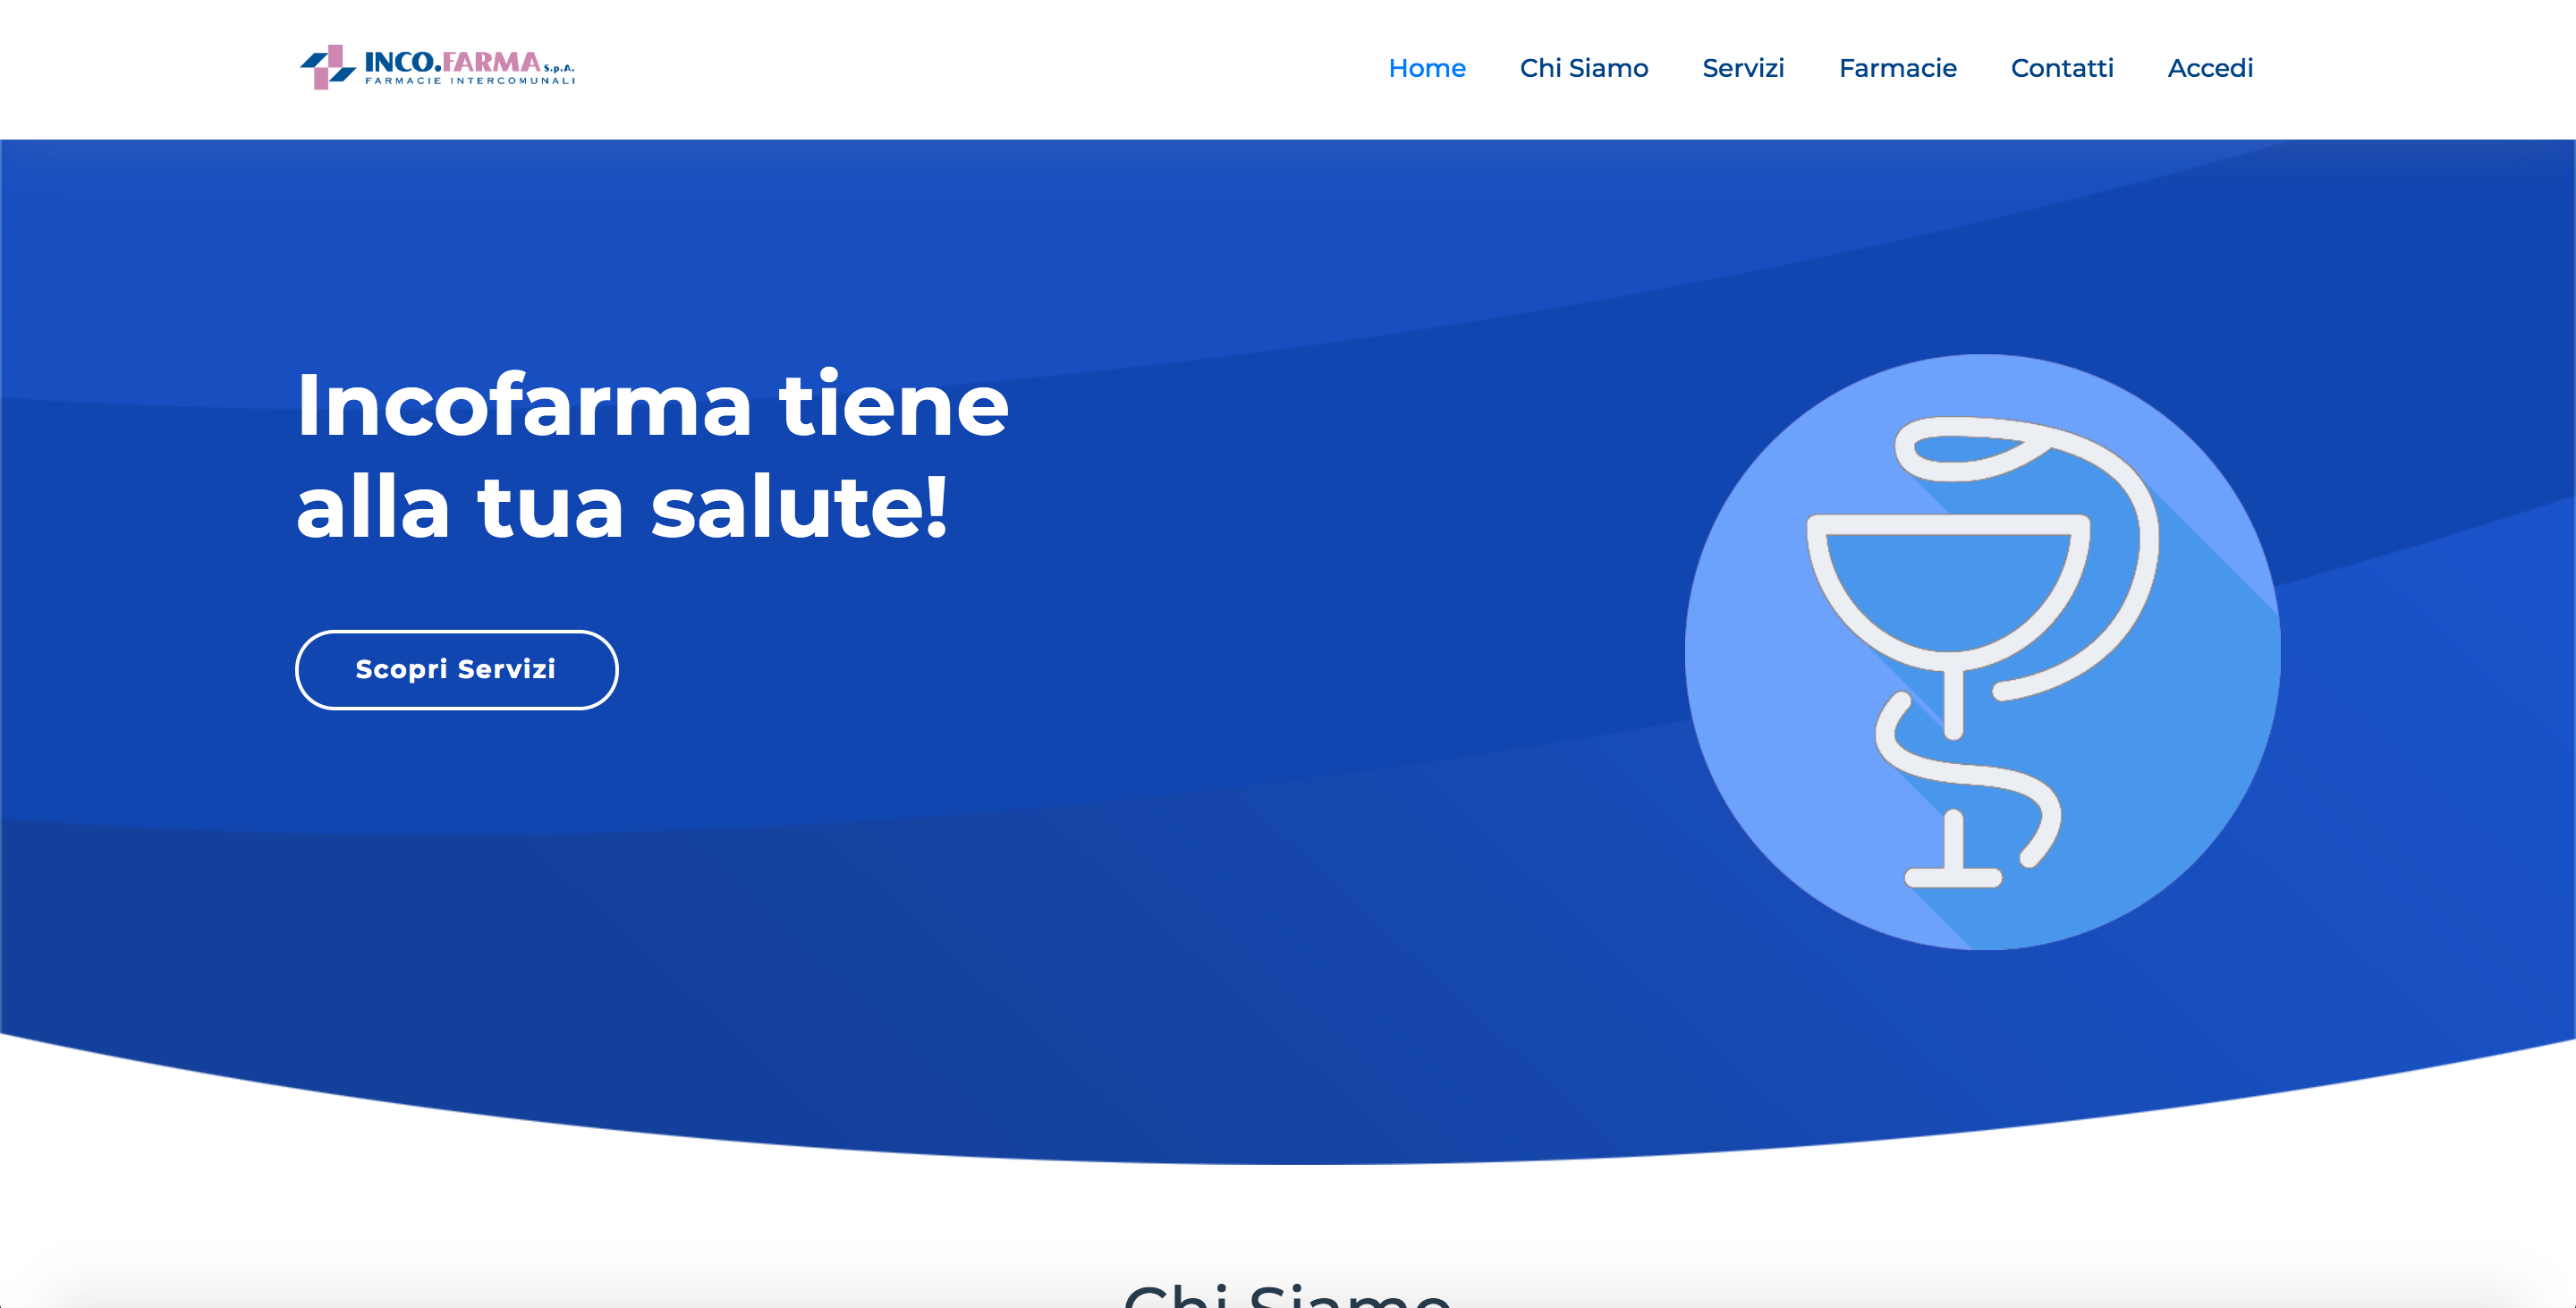 INCO.FARMA S.p.A.
FARMACIE INTERCOMUNALI
Home Chi Siamo Servizi Farmacie Contatti Accedi
Incofarma tiene
alla tua salute!
Scopri Servizi
Chi Siamo